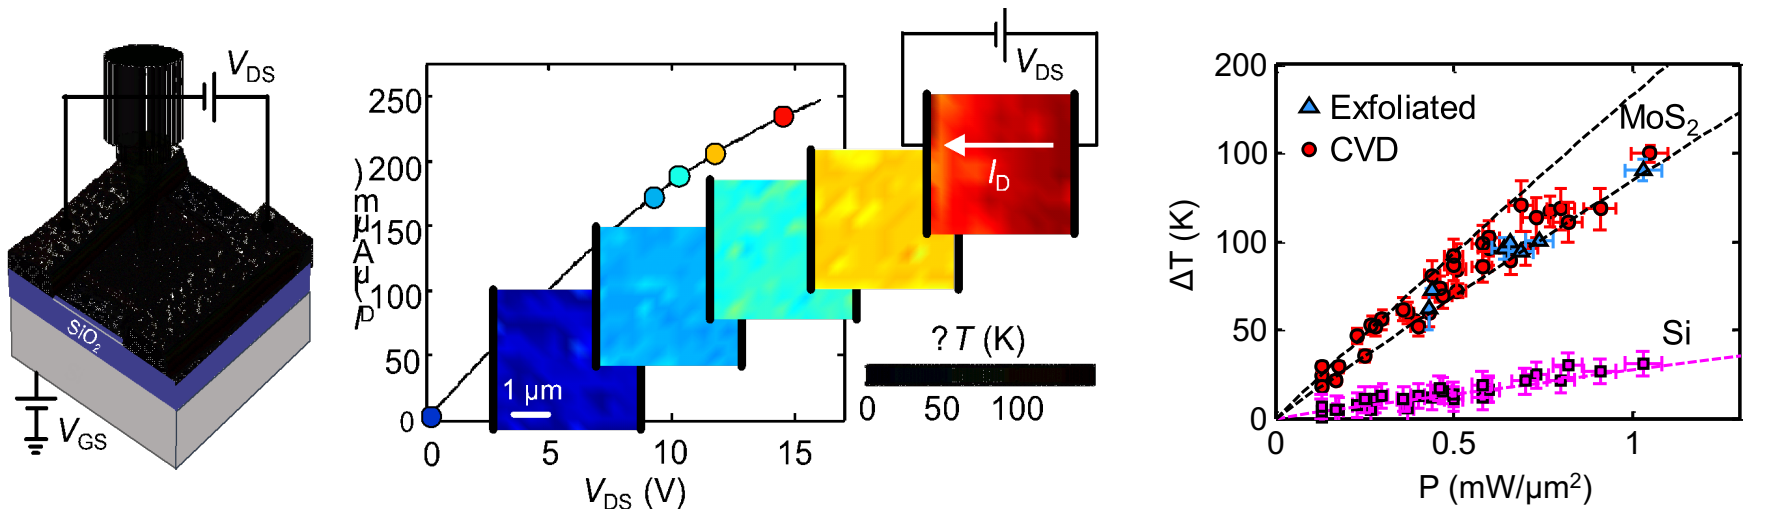 V_DS
SiO₂
V_GS
I_D (µA/µm)
250
200
150
100
50
0
0
5
10
15
V_DS (V)
1 µm
V_DS
I_D
? T (K)
0
50
100
ΔT (K)
200
100
100
50
0
Exfoliated
CVD
MoS₂
Si
0
0.5
1
P (mW/µm²)